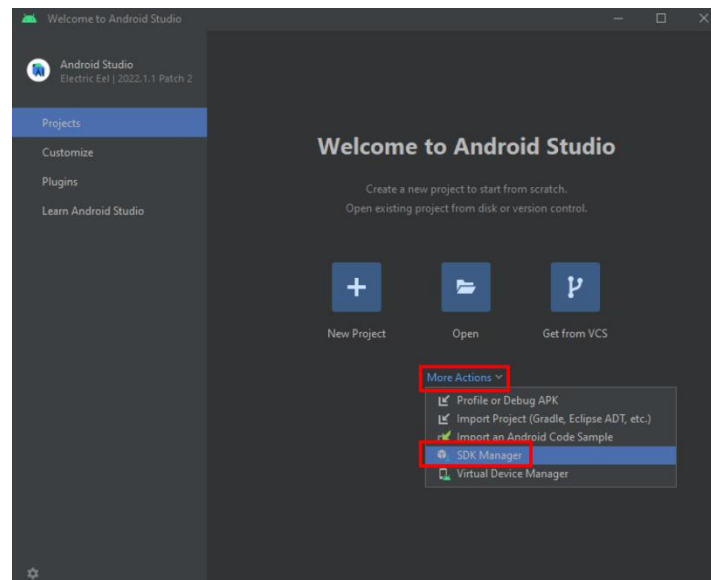 Welcome to Android Studio
Android Studio
Electric Eel | 2022.1.1 Patch 2
Projects
Customize
Plugins
Learn Android Studio
Welcome to Android Studio
Create a new project to start from scratch.
Open existing project from disk or version control.
New Project
Open
Get from VCS
More Actions
Profile or Debug APK
Import Project (Gradle, Eclipse ADT, etc.)
Import an Android Code Sample
SDK Manager
Virtual Device Manager